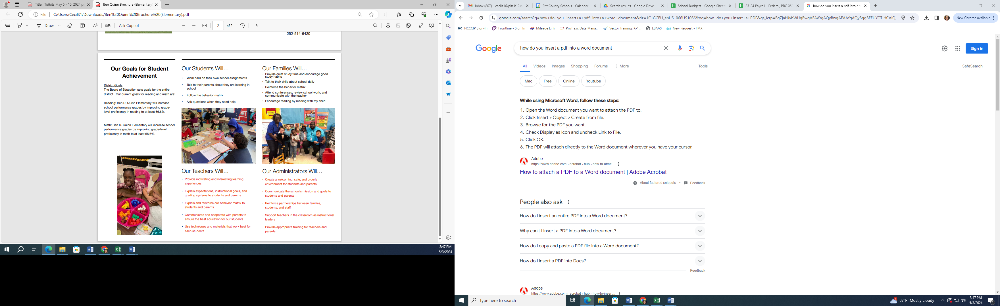 Title I Tidbits May 6 - 10, 2024.pd
Ben Quinn Brochure (Elementary
File
C:/Users/CecilS1/Downloads/Ben%20Quinn%20Brochure%20(Elementary).pdf
Draw
Ask Copilot
2
of 2
252-514-6420
Our Goals for Student
Achievement
District Goals
The Board of Education sets goals for the entire
district. Our current goals for reading and math are:
Reading: Ben D. Quinn Elementary will increase
school performance grades by improving grade-
level proficiency in reading to at least 66.6%.
Math: Ben D. Quinn Elementary will increase school
performance grades by improving grade-level
proficiency in math to at least 66.6%.
Our Students Will…
• Work hard on their own school assignments
• Talk to their parents about they are learning in
school
• Follow the behavior matrix
• Ask questions when they need help
Our Families Will…
• Provide quiet study time and encourage good
study habits
• Talk to their child about school daily
• Reinforce the behavior matrix
• Attend conferences, review school work, and
communicate with the teacher
• Encourage reading by reading with my child
Our Teachers Will…
• Provide motivating and interesting learning
experiences
• Explain expectations, instructional goals, and
grading systems to students and parents
• Explain and reinforce our behavior matrix to
students and parents
• Communicate and cooperate with parents to
ensure the best education for our students
• Use techniques and materials that work best for
each students
Our Administrators Will…
• Create a welcoming, safe, and orderly
environment for students and parents
• Communicate the school's mission and goals to
students and parents
• Reinforce partnerships between families,
students, and staff
• Support teachers in the classroom as instructional
leaders
• Provide appropriate training for teachers and
parents.
3:47 PM
5/3/2024
Inbox (807) - cecils1@pitt.k12.n
Pitt County Schools - Calendar
Search results - Google Drive
School Budgets - Google Sheet
23-24 Payroll - Federal, PRC 050
how do you insert a pdf into a
google.com/search?q=how+do+you+insert+a+pdf+into+a+word+document&rlz=1C1GCEU_enUS1066US1066&oq=how+do+you+insert+a+PDF&gs_lcrp=EgZjaHJvbWUqBwgAEAAYgAQyBwgAEAAYgAQyBggBEEUYOTIHCAIQ...
New Chrome available
NCCCIP Sign-In
Frontline - Sign In
Mileage Link
ProTraxx Data Mana...
Vector Training, K-1...
LBAAS
New Request - FMX
Google
how do you insert a pdf into a word document
Sign in
All
Videos
Images
Shopping
Forums
More
Tools
SafeSearch
Mac
Free
Online
Youtube
While using Microsoft Word, follow these steps:
1. Open the Word document you want to attach the PDF to.
2. Click Insert > Object > Create from file.
3. Browse for the PDF you want.
4. Check Display as Icon and uncheck Link to File.
5. Click OK.
6. The PDF will attach directly to the Word document wherever you have your cursor.
Adobe
https://www.adobe.com › acrobat › hub › how-to-attac...
How to attach a PDF to a Word document | Adobe Acrobat
About featured snippets
•
Feedback
People also ask
How do I insert an entire PDF into a Word document?
Why can't I insert a PDF into a Word document?
How do I copy and paste a PDF file into a Word document?
How do I insert a PDF into Docs?
Feedback
Adobe
https://www.adobe.com › acrobat › hub › how-to-insert...
Type here to search
87°F Mostly cloudy
3:47 PM
5/3/2024